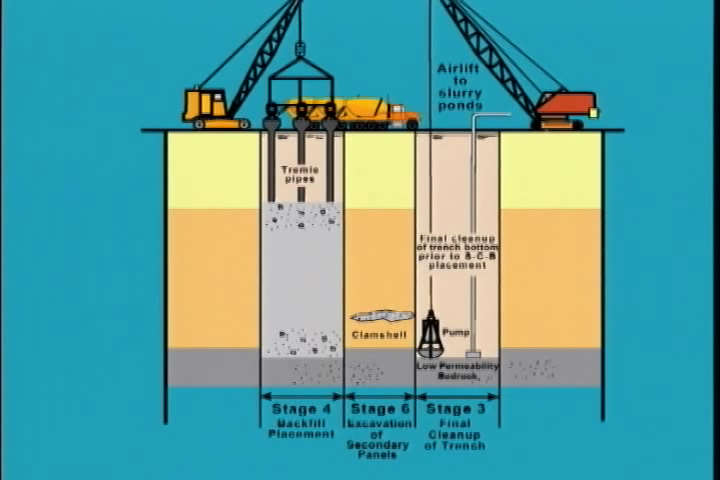 Airlift
to
slurry
ponds
Tremie
pipes
Final cleanup
of trench bottom
prior to S-C-B
placement
Clamshell
Pump
Low Permeability
Bedrock
Stage 4
Backfill
Placement
Stage 6
Excavation
of
Secondary
Panels
Stage 3
Final
Cleanup
of Trench